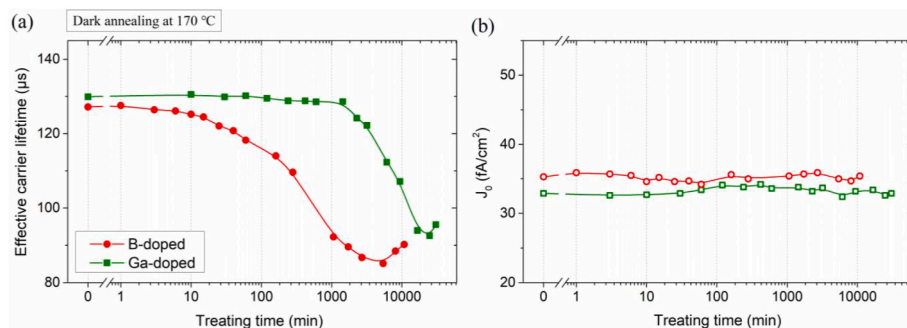 (a)
Dark annealing at 170 ℃
140
120
100
80
Effective carrier lifetime (µs)
B-doped
Ga-doped
0 1 10 100 1000 10000
Treating time (min)
(b)
50
40
30
20
J0 (fA/cm²)
0 1 10 100 1000 10000
Treating time (min)